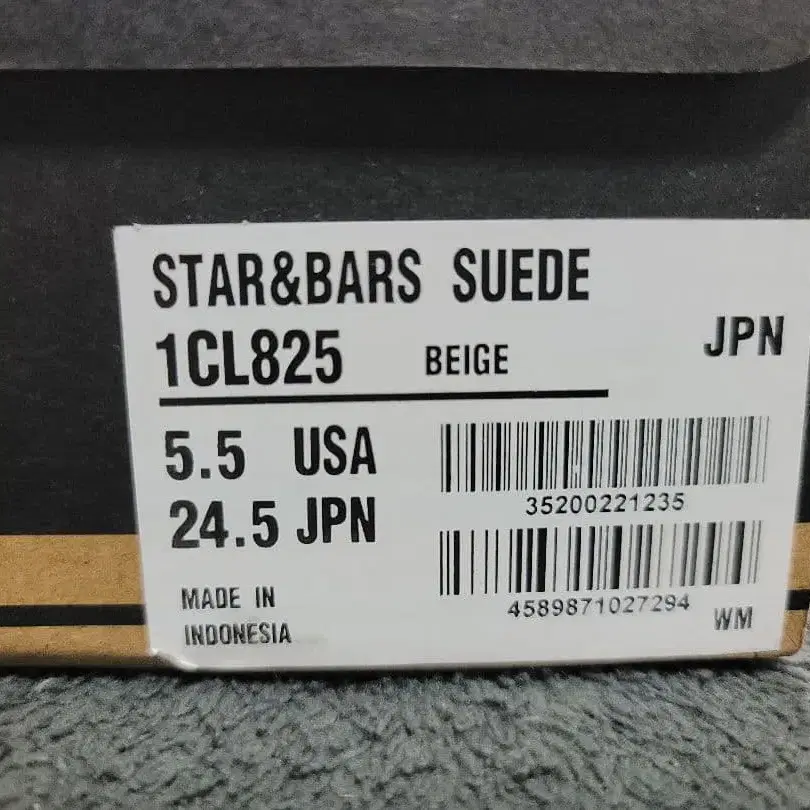 STAR&BARS SUEDE
1CL825 BEIGE JPN
5.5 USA
24.5 JPN
35200221235
4589871027294
MADE IN
INDONESIA
WM